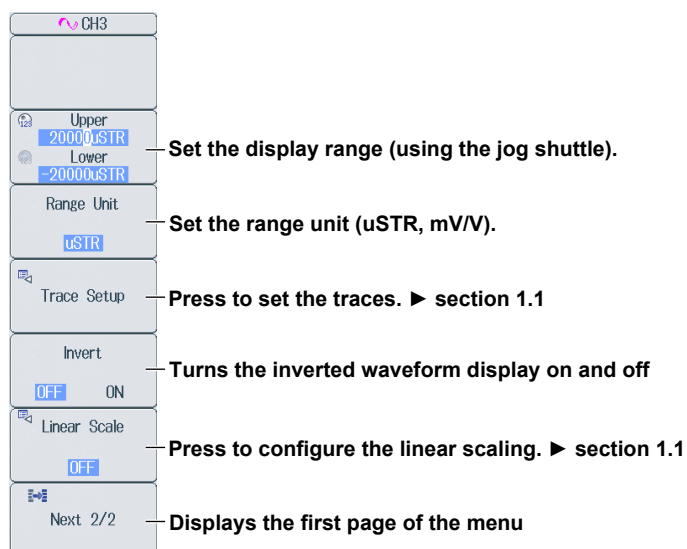 CH3
123
Upper
20000uSTR
Lower
-20000uSTR
Set the display range (using the jog shuttle).
Range Unit
uSTR
Set the range unit (uSTR, mV/V).
Trace Setup
Press to set the traces. ► section 1.1
Invert
OFF ON
Turns the inverted waveform display on and off
Linear Scale
OFF
Press to configure the linear scaling. ► section 1.1
Next 2/2
Displays the first page of the menu